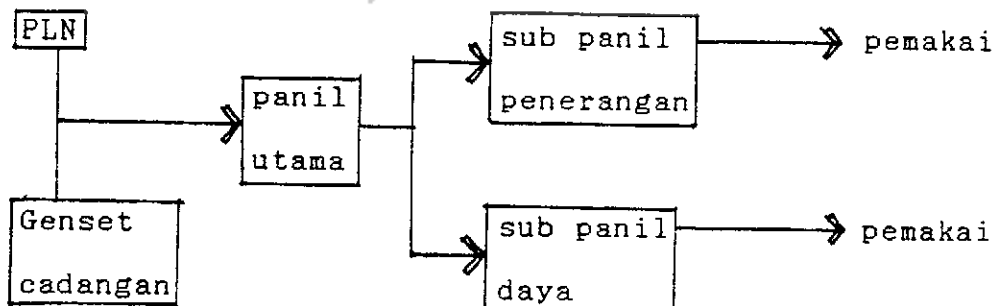 PLN
sub panil
penerangan
pemakai
panil
utama
Genset
cadangan
sub panil
daya
pemakai